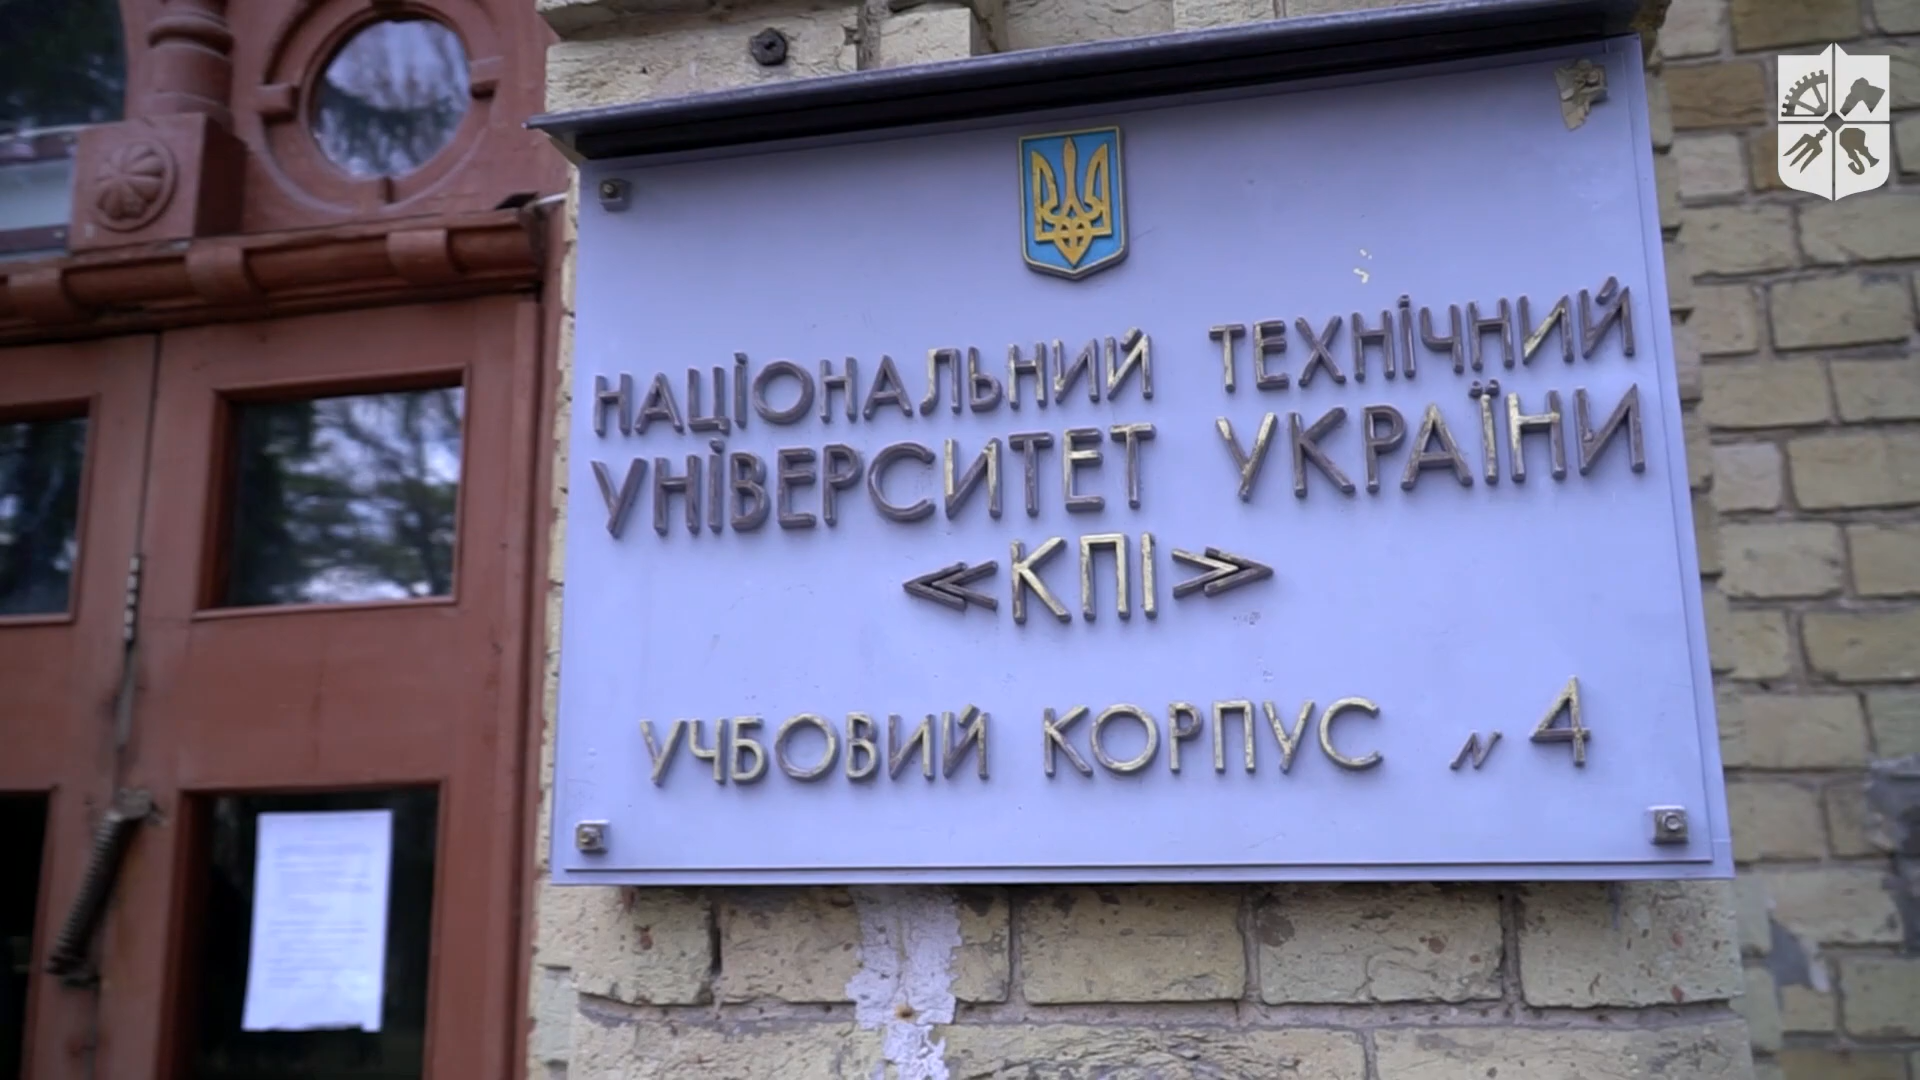 НАЦІОНАЛЬНИЙ ТЕХНІЧНИЙ
УНІВЕРСИТЕТ УКРАЇНИ
«КПІ»
УЧБОВИЙ КОРПУС N 4